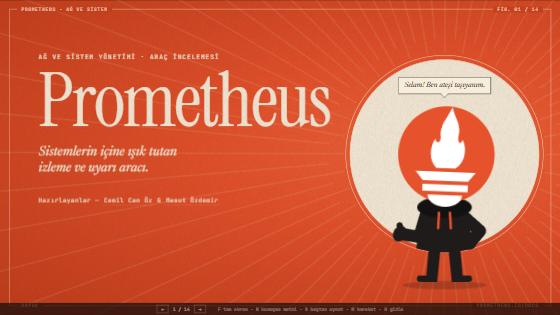 PROMETHEUS · AĞ VE SİSTEM
FİG. 01 / 14
AĞ VE SİSTEM YÖNETİMİ · ARAÇ İNCELEMESİ
Prometheus
Sistemlerin içine ışık tutan
izleme ve uyarı aracı.
Hazırlayanlar — Cemil Can Öz & Mesut Özdemir
Selam! Ben ateşi taşıyanım.
← 1 / 14 →